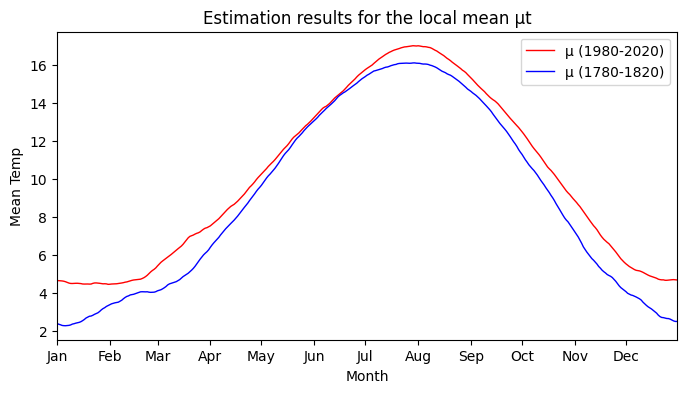 Estimation results for the local mean μt
μ (1980-2020)
μ (1780-1820)
Mean Temp
16
14
12
10
8
6
4
2
Jan Feb Mar Apr May Jun Jul Aug Sep Oct Nov Dec
Month